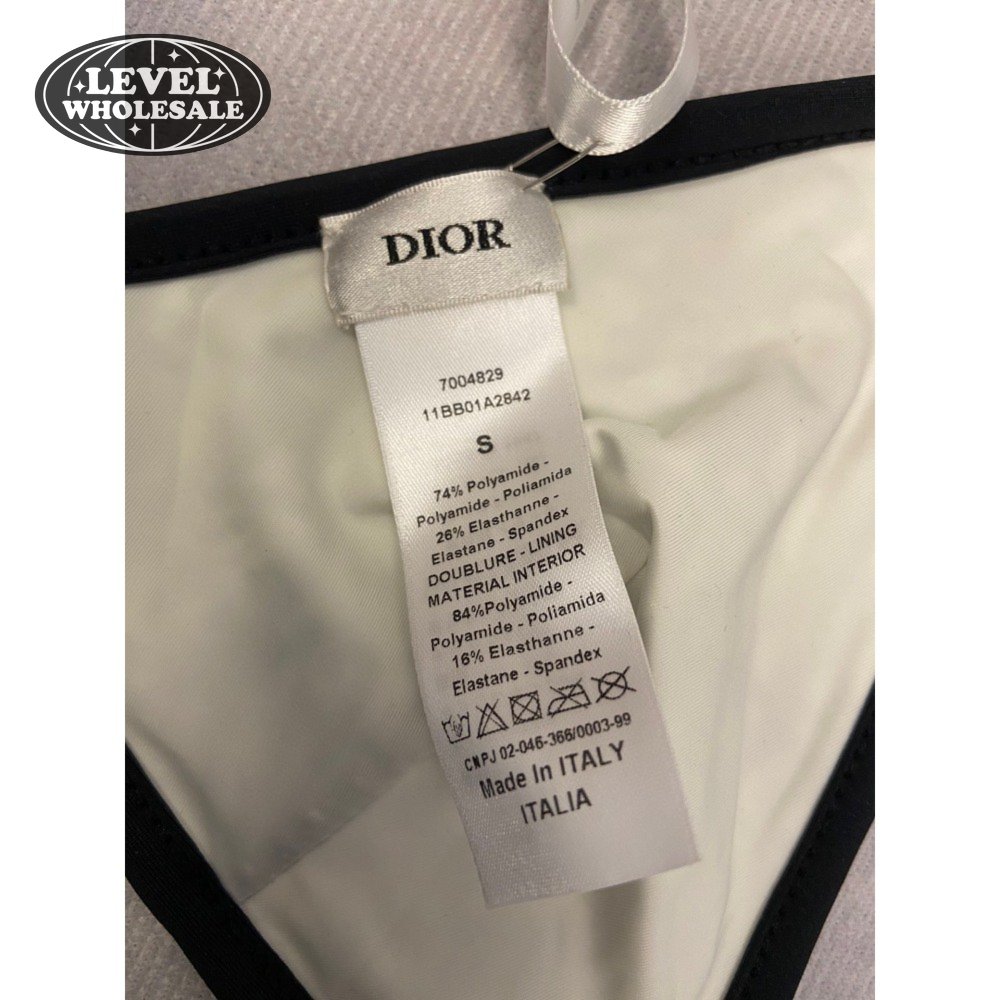 LEVEL
WHOLESALE
DIOR
7004829
11BB01A2842
S
74% Polyamide -
Polyamide - Poliamida
26% Elasthanne -
Elastane - Spandex
DOUBLURE - LINING
MATERIAL INTERIOR
84%Polyamide -
Polyamide - Poliamida
16% Elasthanne -
Elastane - Spandex
CNPJ 02-046-366/0003-99
Made In ITALY
ITALIA